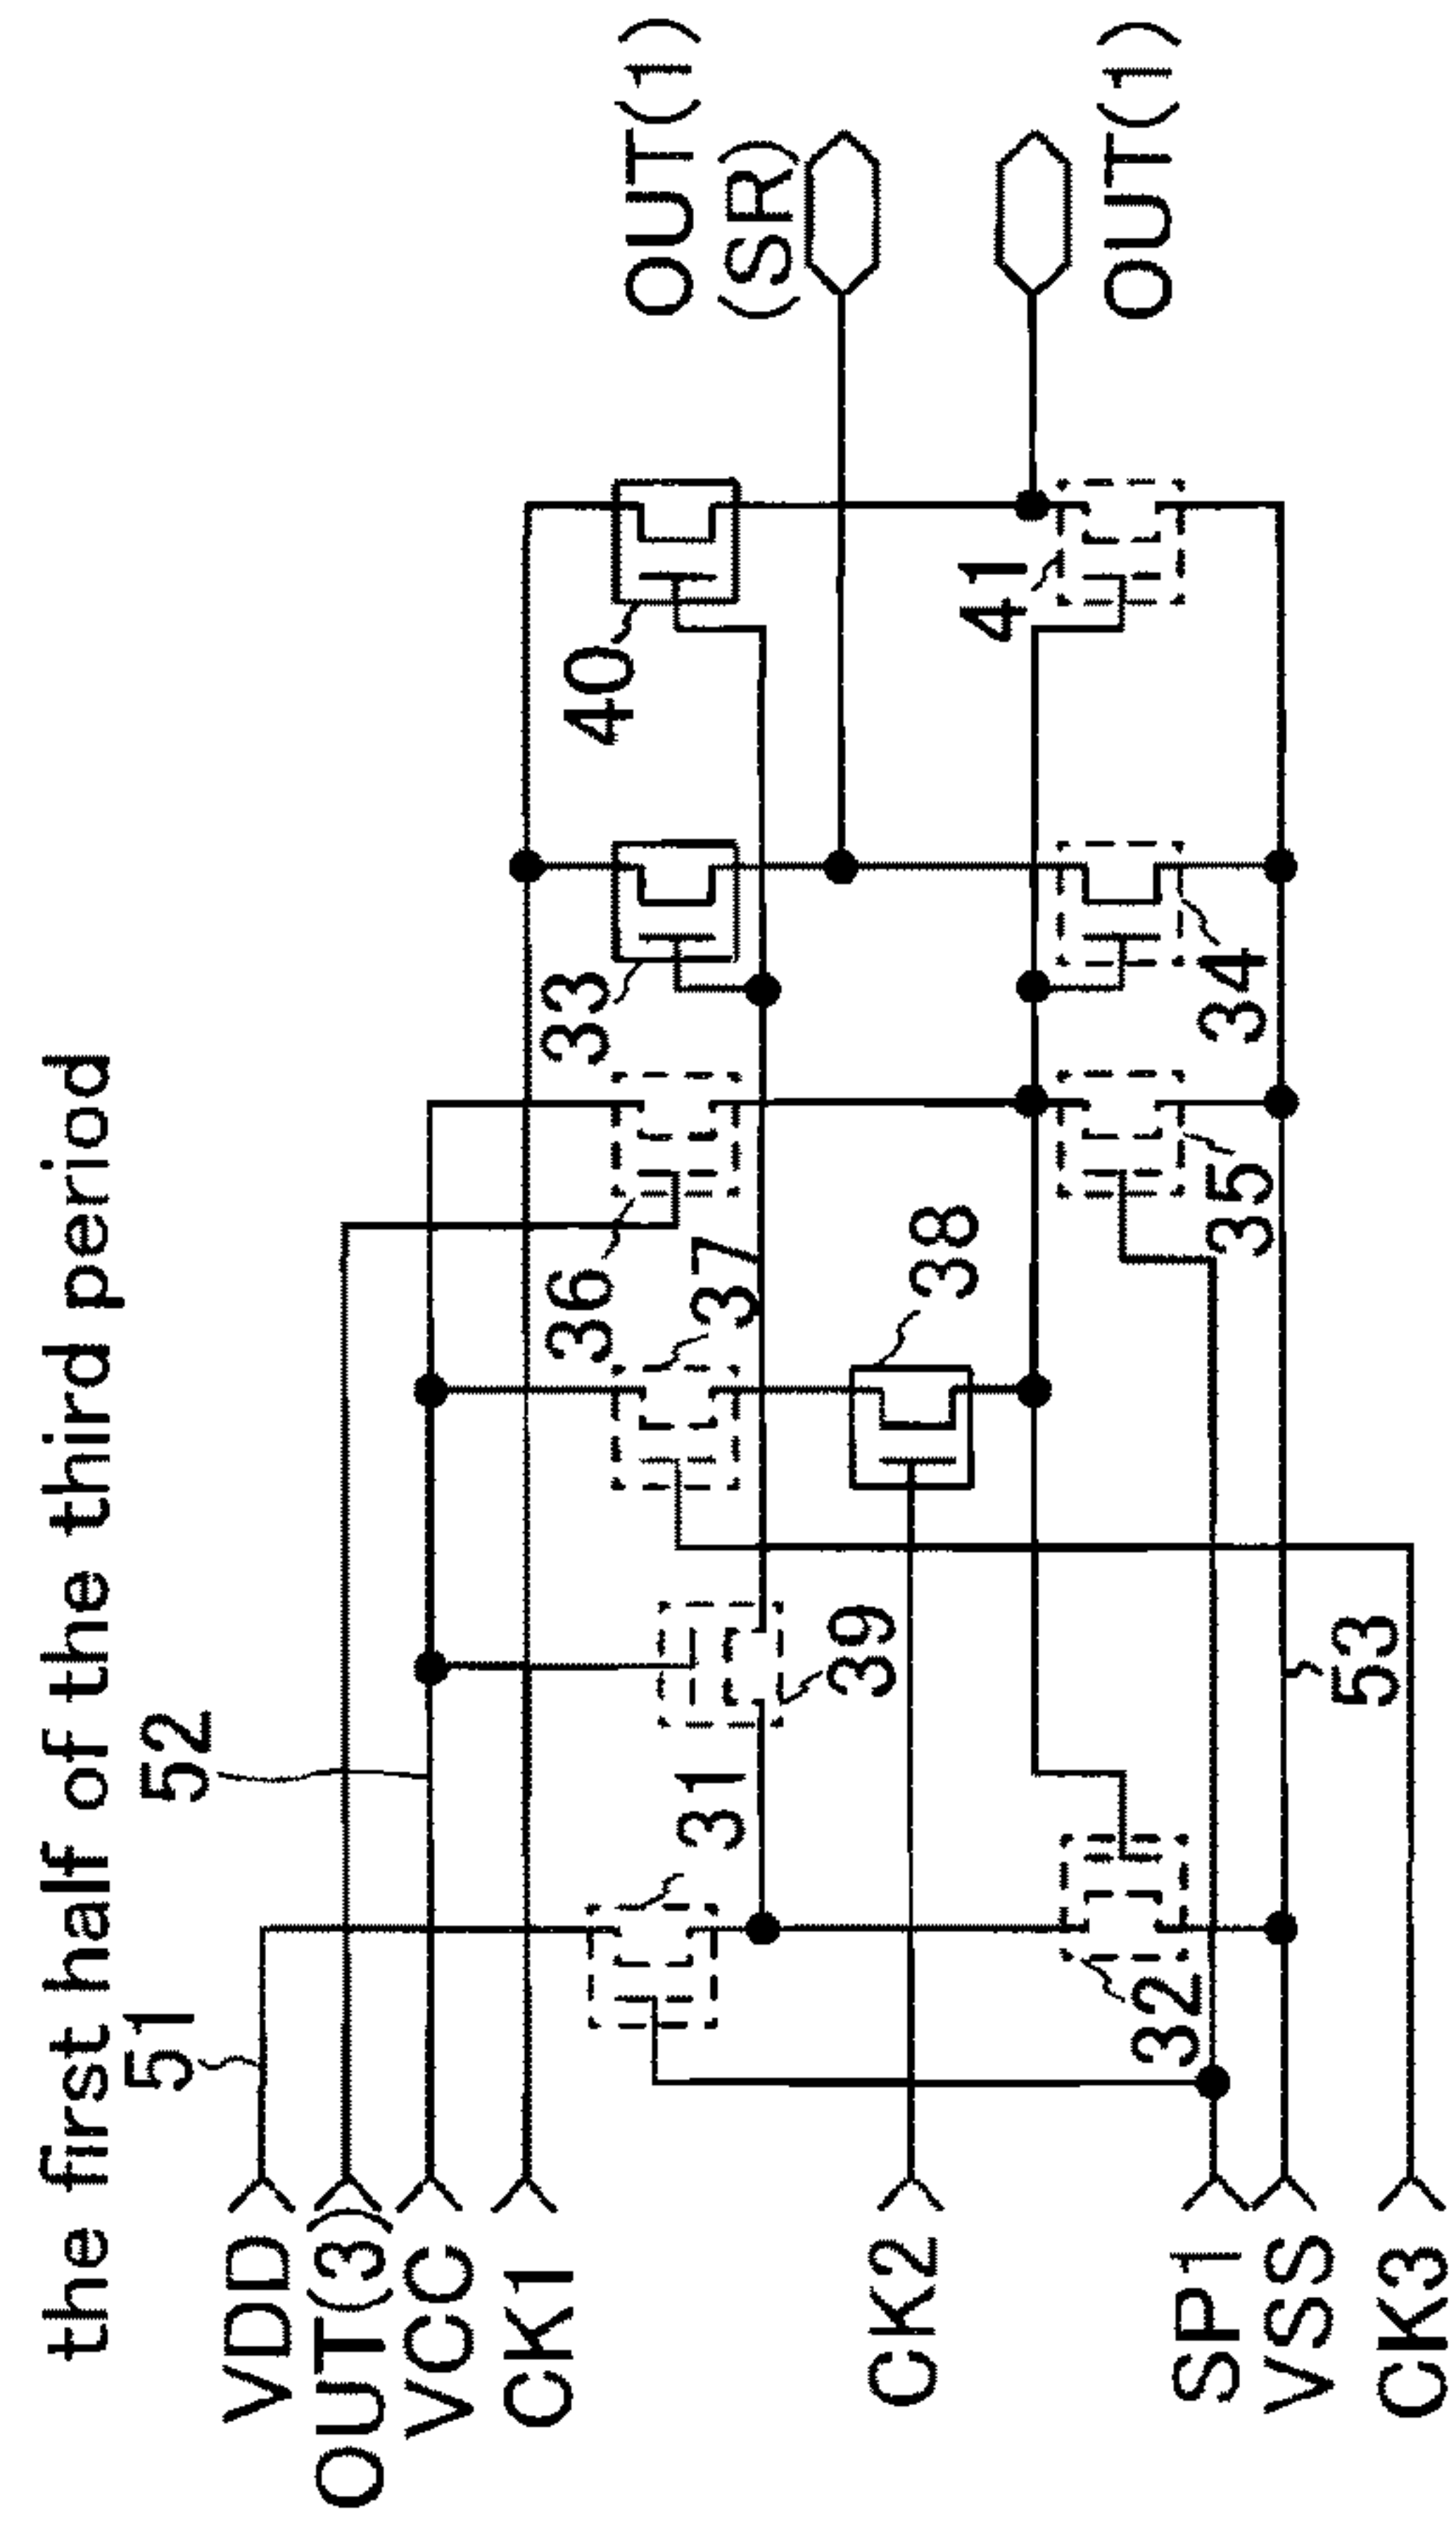 the first half of the third period
51
52
VDD
OUT(3)
VCC
CK1
CK2
SP1
VSS
CK3
31
32
39
53
37
38
36
35
33
34
40
41
OUT(1)
(SR)
OUT(1)